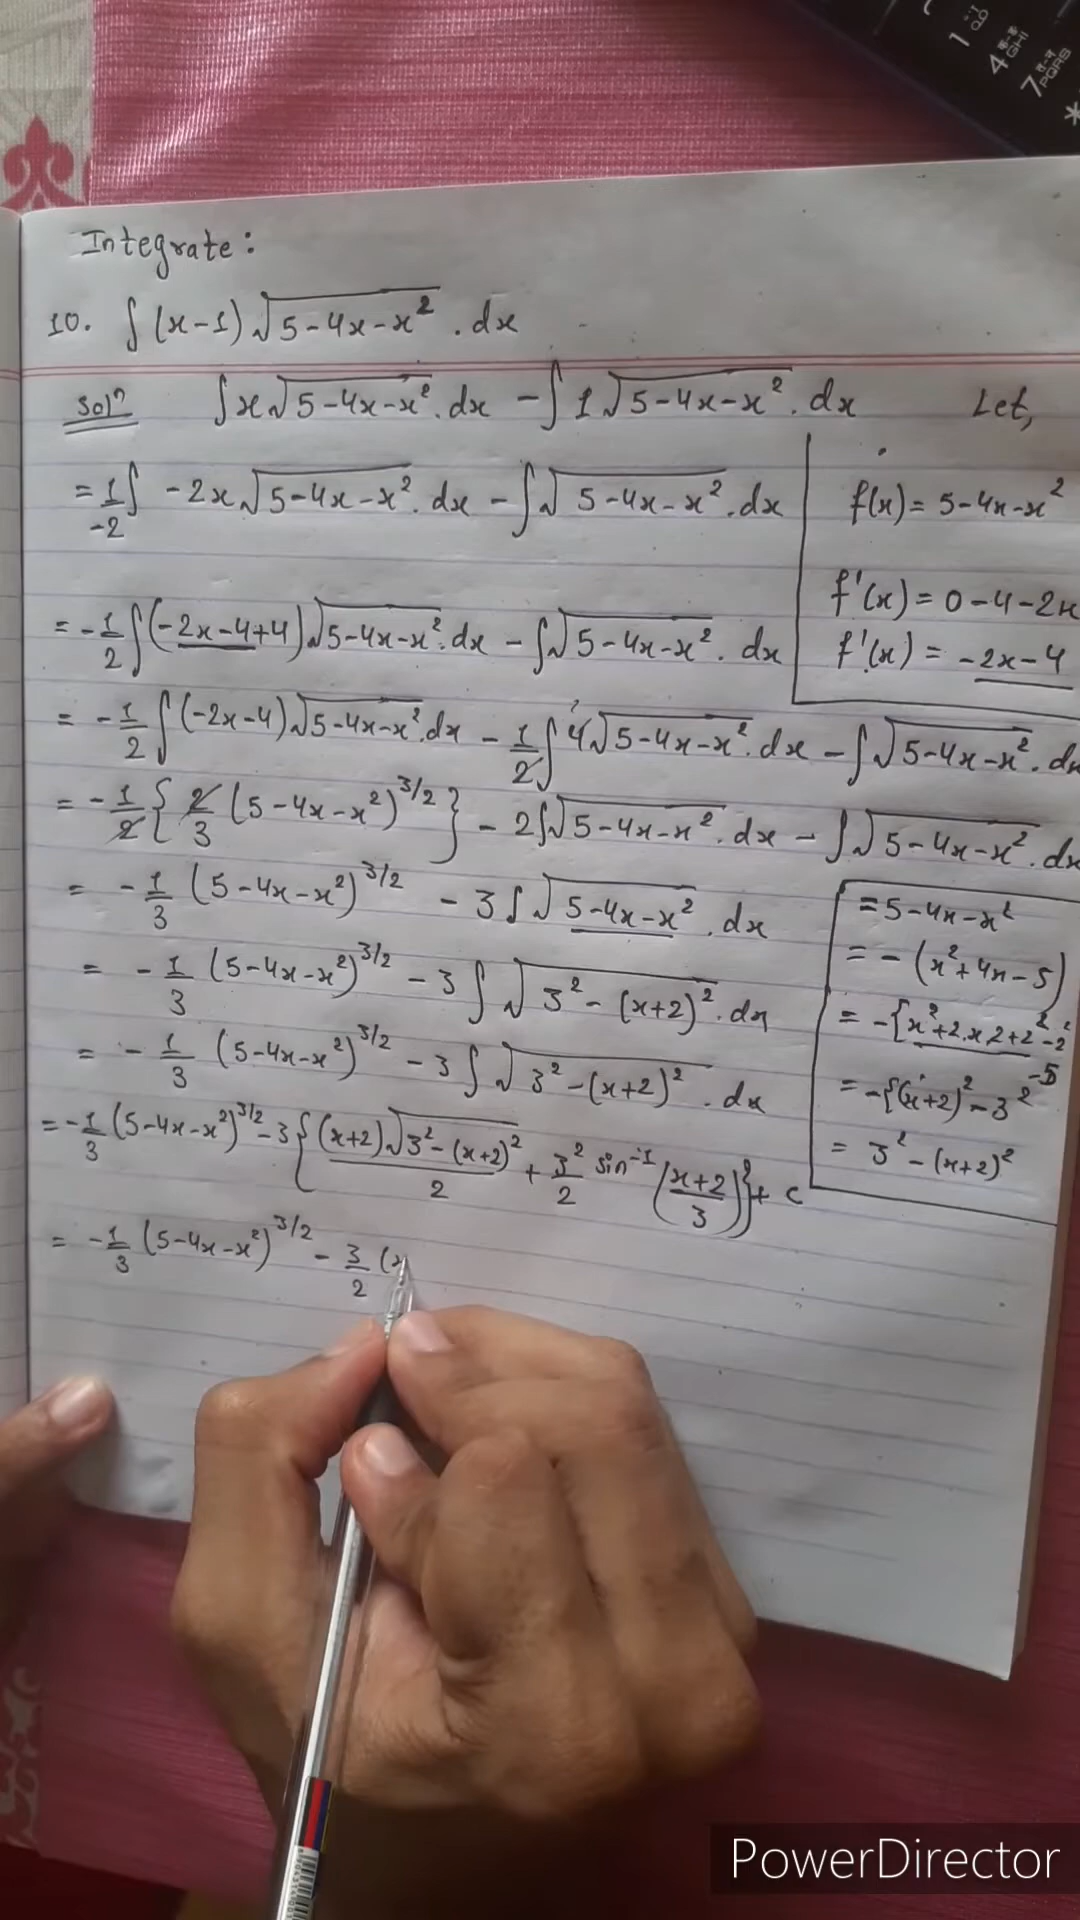 1
4 GHI
7 PQRS
*
Integrate:
10. ∫ (x-1) √(5-4x-x²) . dx
Solⁿ ∫x√(5-4x-x²) . dx - ∫1√(5-4x-x²) . dx
= 1/-2 ∫ -2x√(5-4x-x²) . dx - ∫√(5-4x-x²) . dx
= -1/2 ∫(-2x-4+4)√(5-4x-x²) . dx - ∫√(5-4x-x²) . dx
= -1/2 ∫(-2x-4)√(5-4x-x²) . dx - 1/2 ∫ 4√(5-4x-x²) . dx - ∫√(5-4x-x²) . dx
= -1/2 { 2/3 (5-4x-x²)^3/2 } - 2∫√(5-4x-x²) . dx - ∫√(5-4x-x²) . dx
= -1/3 (5-4x-x²)^3/2 - 3∫√(5-4x-x²) . dx
= -1/3 (5-4x-x²)^3/2 - 3∫√(3²-(x+2)²) . dx
= -1/3 (5-4x-x²)^3/2 - 3∫√(3²-(x+2)²) . dx
= -1/3 (5-4x-x²)^3/2 - 3{ (x+2)√(3²-(x+2)²)/2 + 3²/2 sin⁻¹((x+2)/3)} + c
= -1/3 (5-4x-x²)^3/2 - 3/2 (x
Let,
f(x) = 5-4x-x²
f'(x) = 0-4-2x
f'(x) = -2x-4
= 5-4x-x²
= -(x²+4x-5)
= -{x²+2.x.2+2²-2²
-5
= -{(x+2)²-3²
= 3²-(x+2)²
PowerDirector